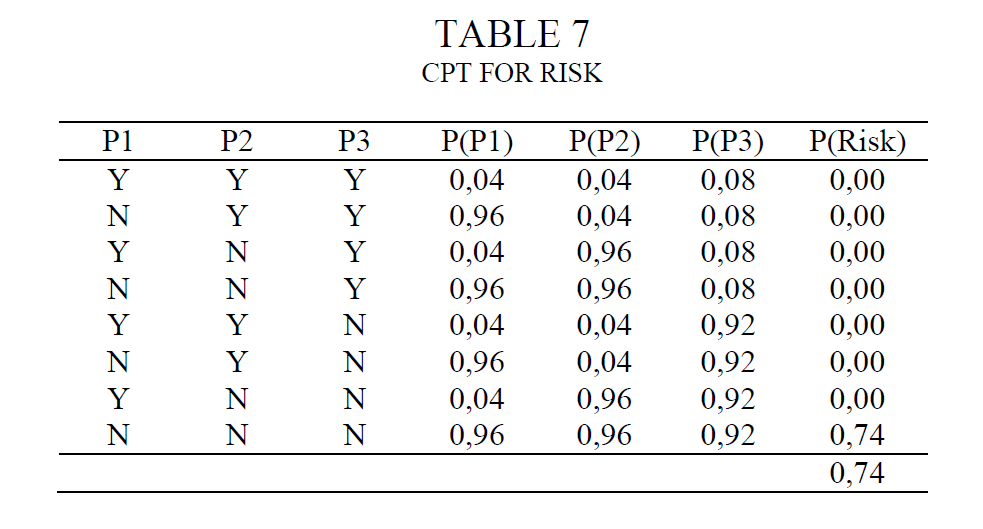 TABLE 7
CPT FOR RISK
P1 P2 P3 P(P1) P(P2) P(P3) P(Risk)
Y Y Y 0,04 0,04 0,08 0,00
N Y Y 0,96 0,04 0,08 0,00
Y N Y 0,04 0,96 0,08 0,00
N N Y 0,96 0,96 0,08 0,00
Y Y N 0,04 0,04 0,92 0,00
N Y N 0,96 0,04 0,92 0,00
Y N N 0,04 0,96 0,92 0,00
N N N 0,96 0,96 0,92 0,74
0,74